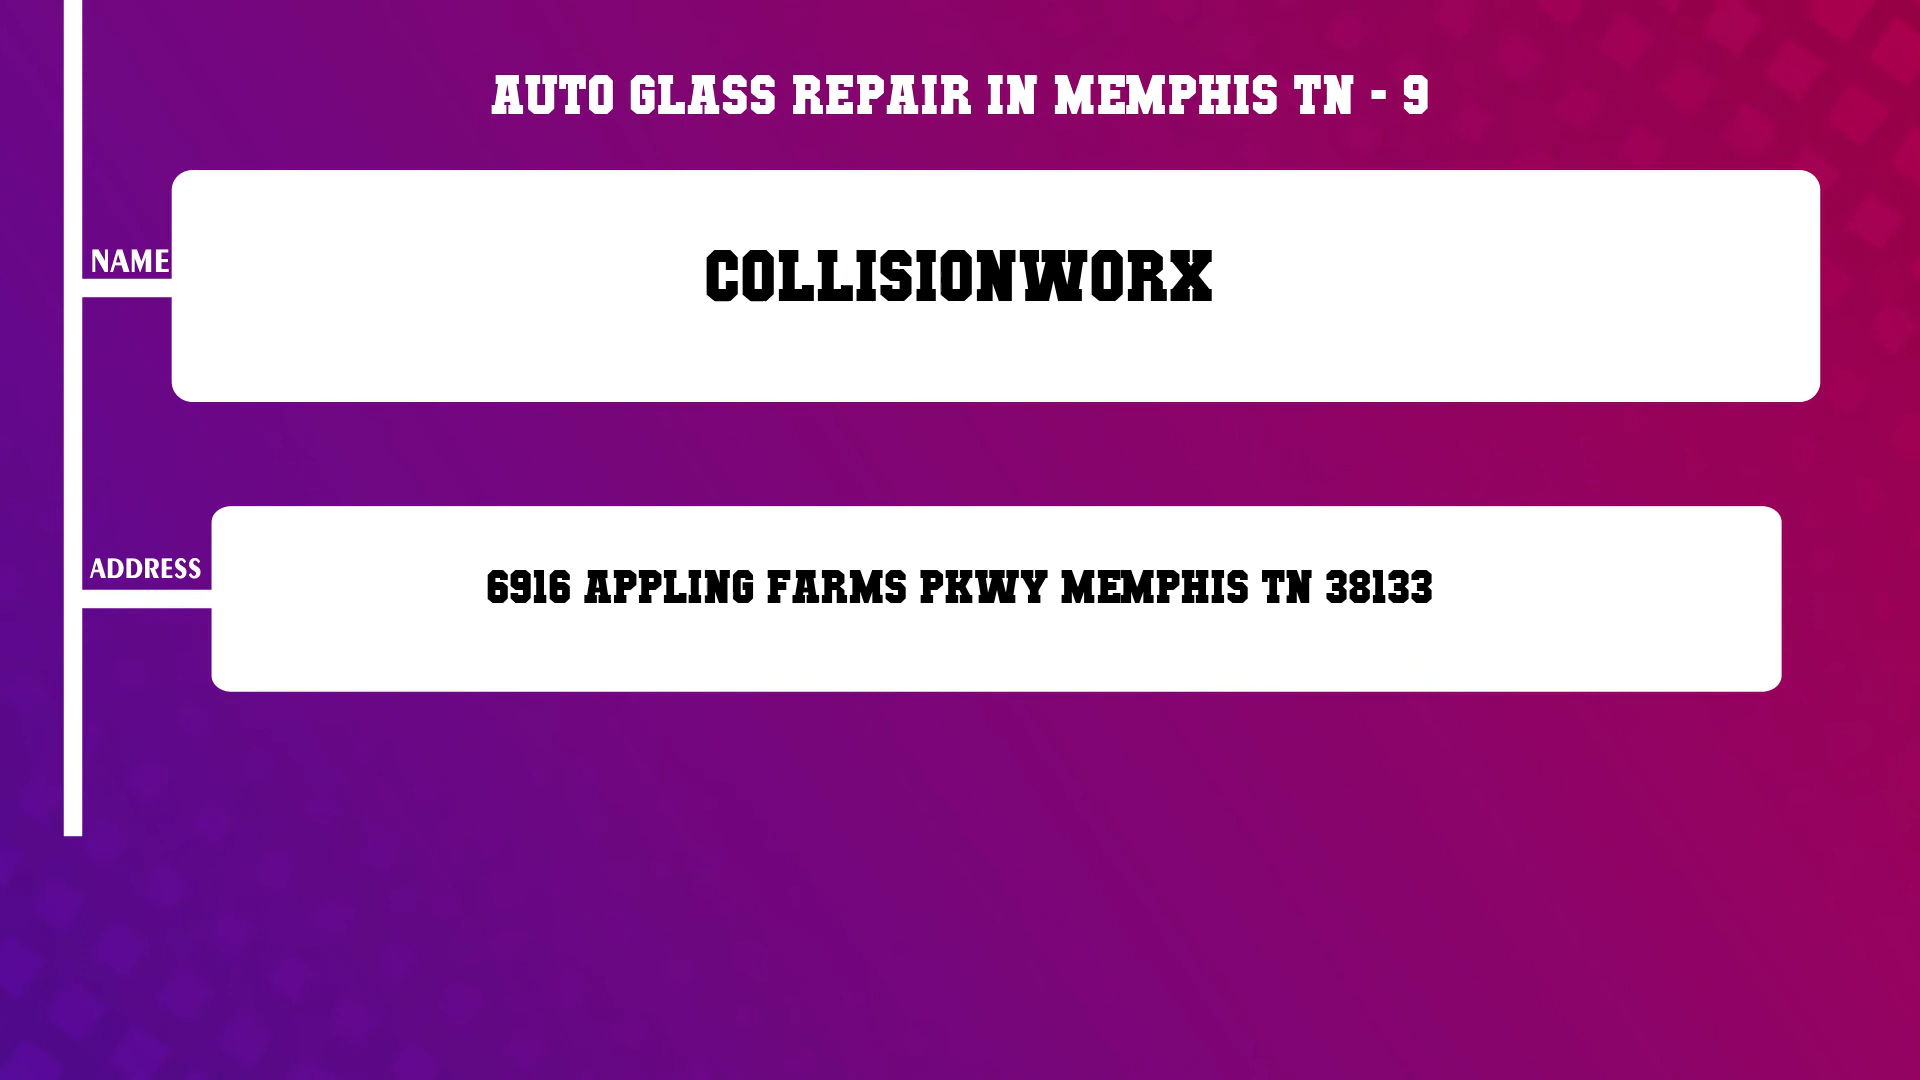 AUTO GLASS REPAIR IN MEMPHIS TN - 9
NAME
COLLISIONWORX
ADDRESS
6916 APPLING FARMS PKWY MEMPHIS TN 38133